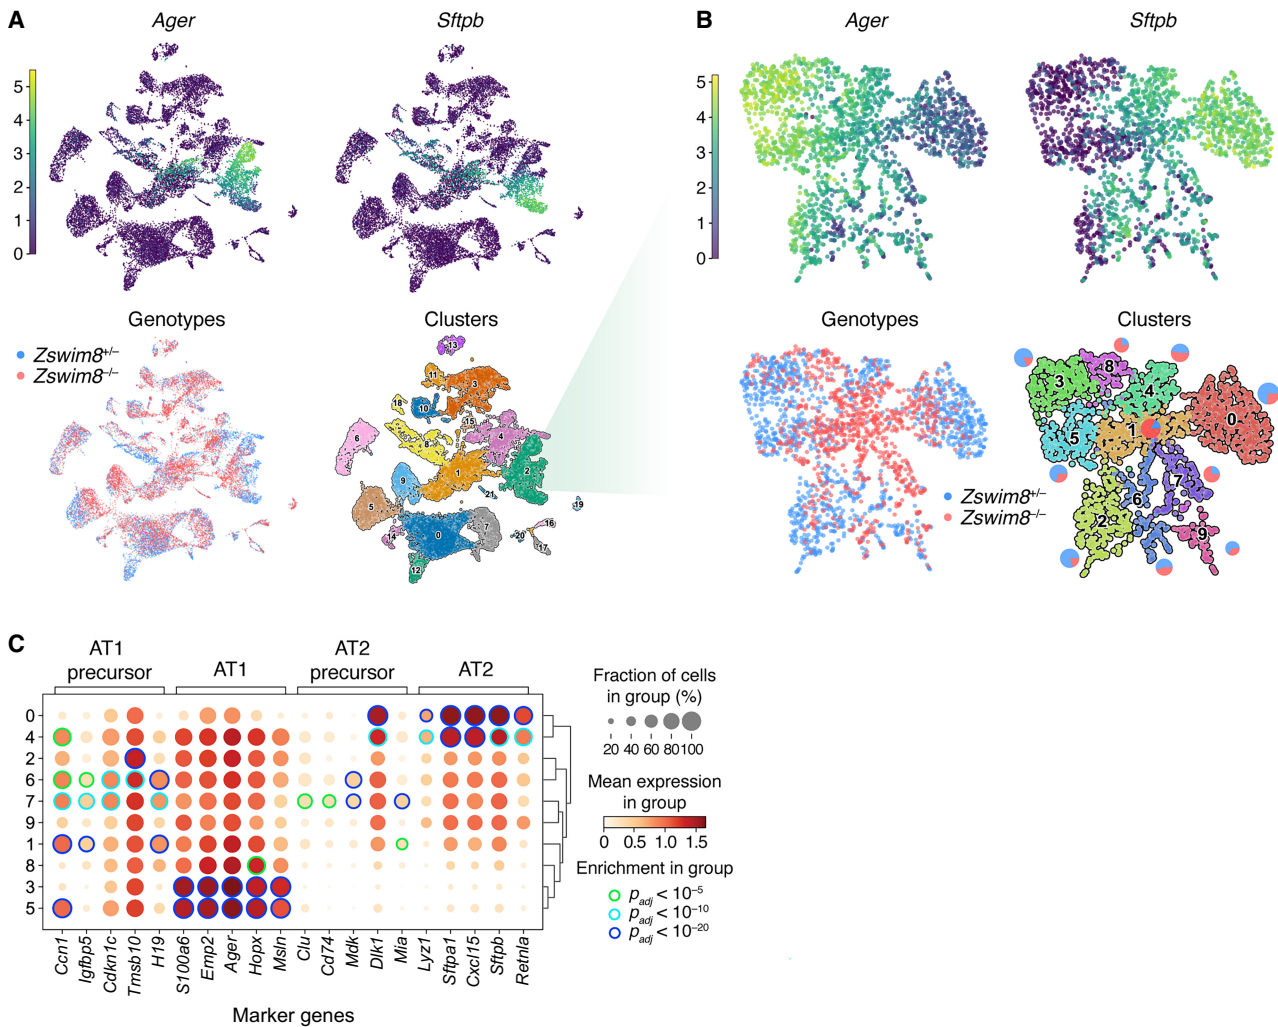 A
Ager
Sftpb
5
4
3
2
1
0
Genotypes
Clusters
Zswim8+/–
Zswim8–/–
13
11
3
18
10
15
6
8
4
2
1
9
21
19
5
14
0
7
16
20
17
12
B
Ager
Sftpb
5
4
3
2
1
0
Genotypes
Clusters
Zswim8+/–
Zswim8–/–
3
8
4
0
5
1
7
6
2
9
C
AT1
precursor
AT1
AT2
precursor
AT2
0
4
2
6
7
9
1
8
3
5
Ccn1
Igfbp5
Cdkn1c
Tmsb10
H19
S100a6
Emp2
Ager
Hopx
Msln
Clu
Cd74
Mdk
Dlk1
Mia
Lyz1
Sftpa1
Cxcl15
Sftpb
Retnla
Marker genes
Fraction of cells
in group (%)
20 40 60 80 100
Mean expression
in group
0 0.5 1.0 1.5
Enrichment in group
padj < 10–5
padj < 10–10
padj < 10–20